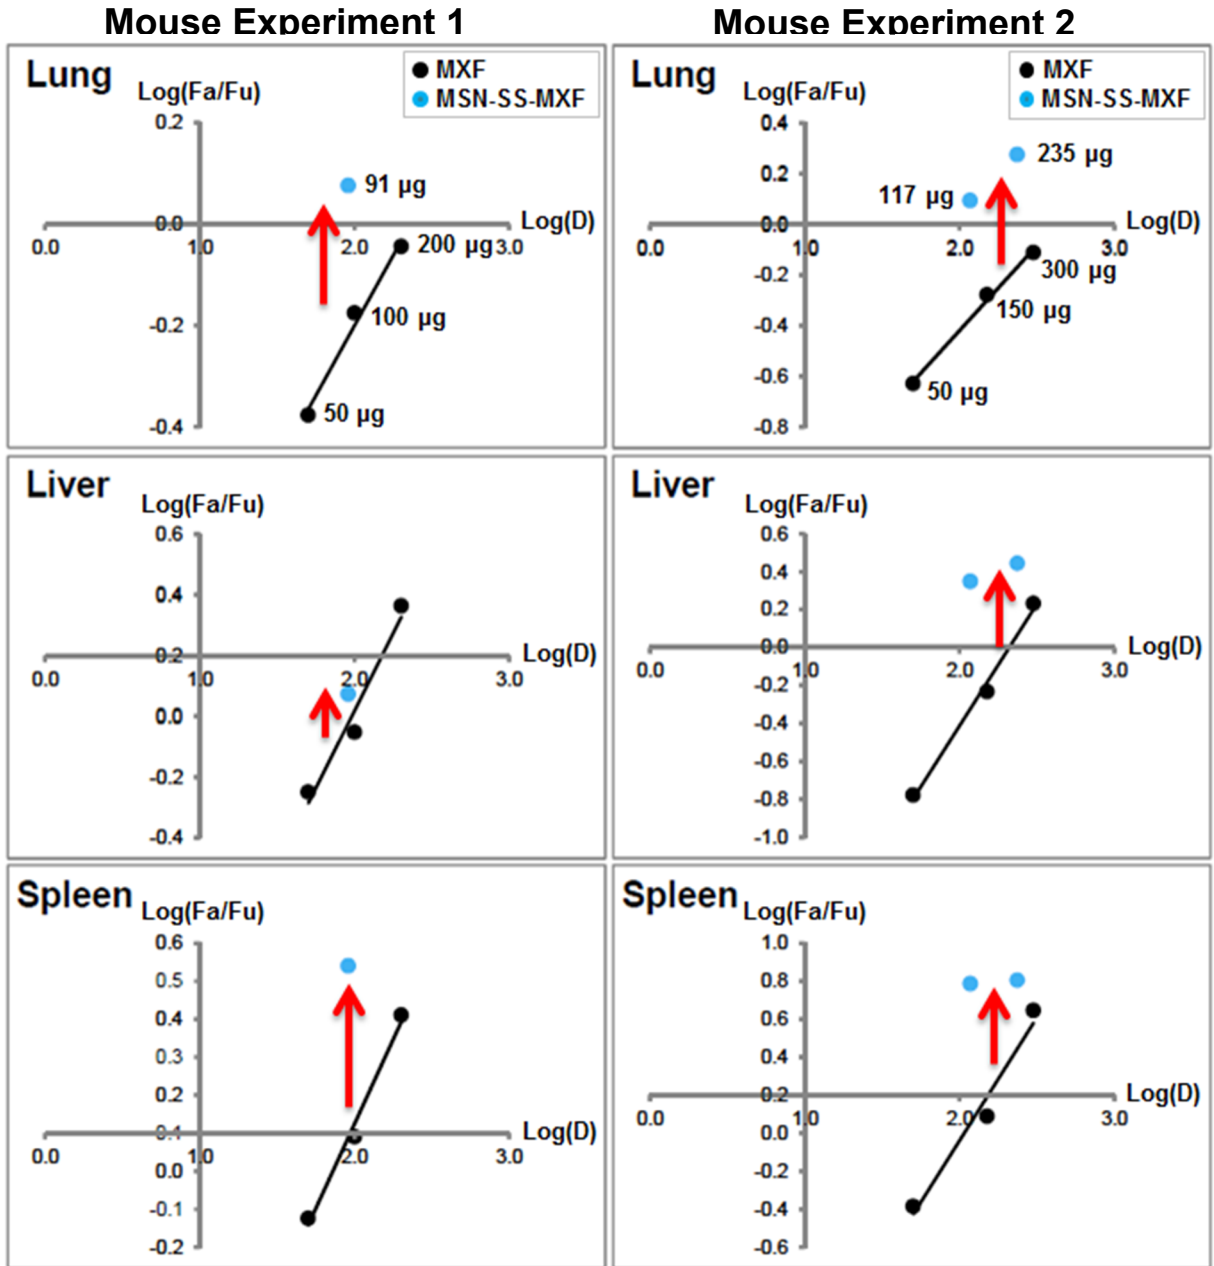 Mouse Experiment 1
Mouse Experiment 2
Lung
Log(Fa/Fu)
MXF
MSN-SS-MXF
0.2
91 µg
0.0
Log(D)
0.0
1.0
2.0
200 µg
3.0
-0.2
100 µg
50 µg
-0.4
Lung
Log(Fa/Fu)
MXF
MSN-SS-MXF
0.4
235 µg
0.2
117 µg
0.0
Log(D)
0.0
1.0
2.0
3.0
-0.2
300 µg
150 µg
-0.4
-0.6
50 µg
-0.8
Liver
Log(Fa/Fu)
0.6
0.4
0.2
Log(D)
0.0
1.0
2.0
3.0
0.0
-0.2
-0.4
Liver
Log(Fa/Fu)
0.6
0.4
0.2
0.0
Log(D)
0.0
1.0
2.0
3.0
-0.2
-0.4
-0.6
-0.8
-1.0
Spleen
Log(Fa/Fu)
0.6
0.5
0.4
0.3
0.2
0.1
Log(D)
0.0
1.0
2.0
3.0
0.0
-0.1
-0.2
Spleen
Log(Fa/Fu)
1.0
0.8
0.6
0.4
0.2
Log(D)
0.0
1.0
2.0
3.0
0.0
-0.2
-0.4
-0.6